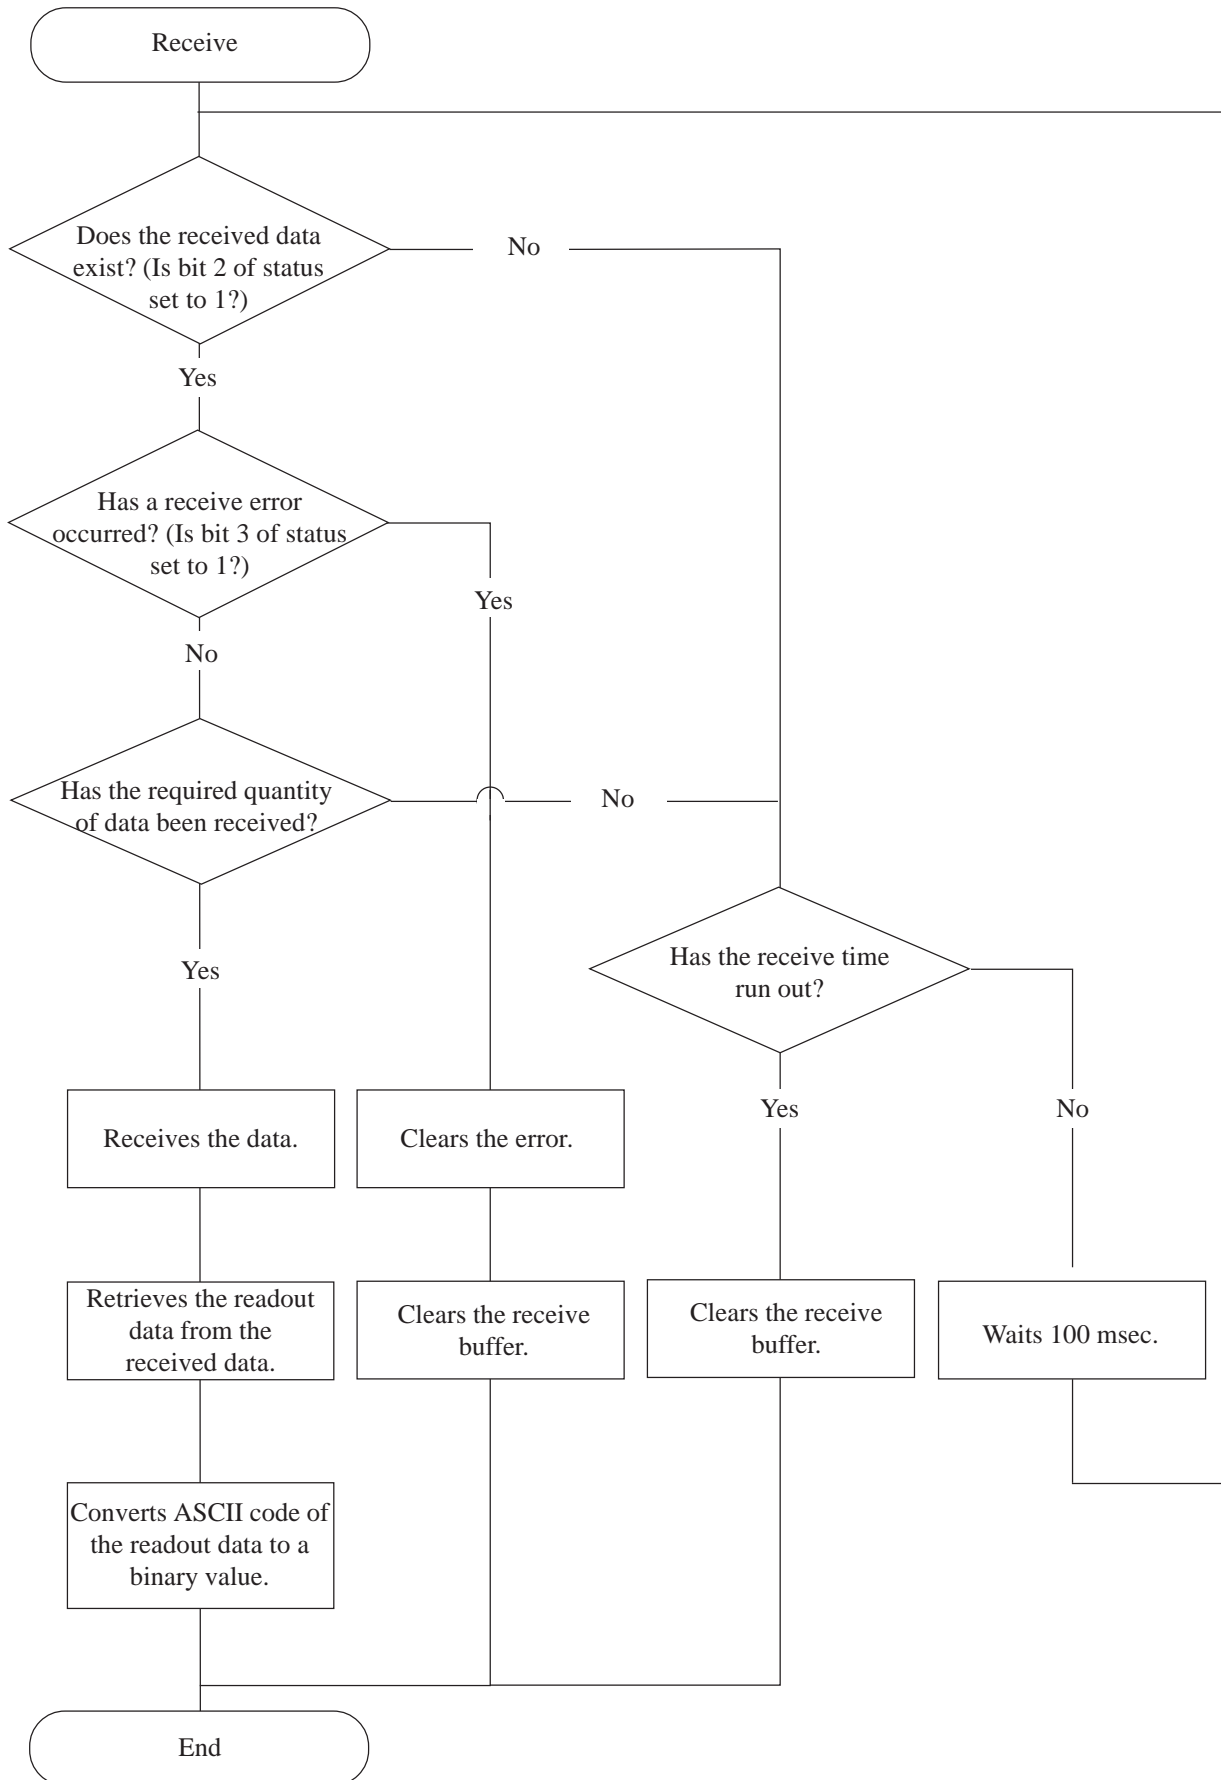 Receive
Does the received data
exist? (Is bit 2 of status
set to 1?)
No
Yes
Has a receive error
occurred? (Is bit 3 of status
set to 1?)
Yes
No
Has the required quantity
of data been received?
No
Has the receive time
run out?
Yes
Yes
No
Receives the data.
Clears the error.
Retrieves the readout
data from the
received data.
Clears the receive
buffer.
Clears the receive
buffer.
Waits 100 msec.
Converts ASCII code of
the readout data to a
binary value.
End